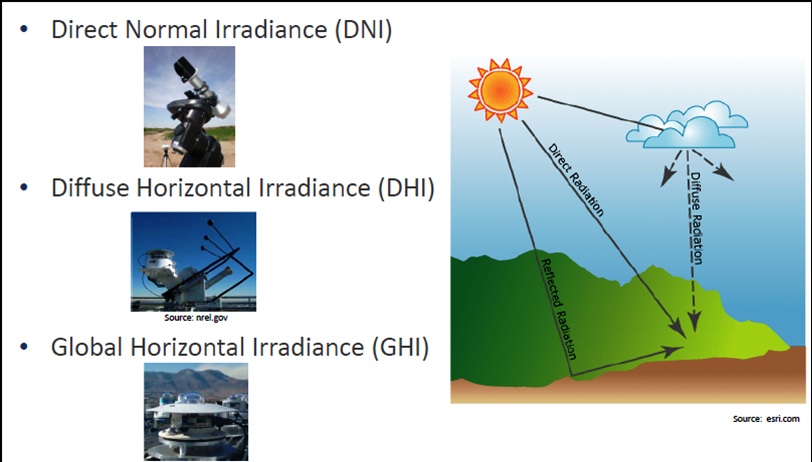 • Direct Normal Irradiance (DNI)
• Diffuse Horizontal Irradiance (DHI)
Source: nrel.gov
• Global Horizontal Irradiance (GHI)
Direct Radiation
Diffuse Radiation
Reflected Radiation
Source: esri.com